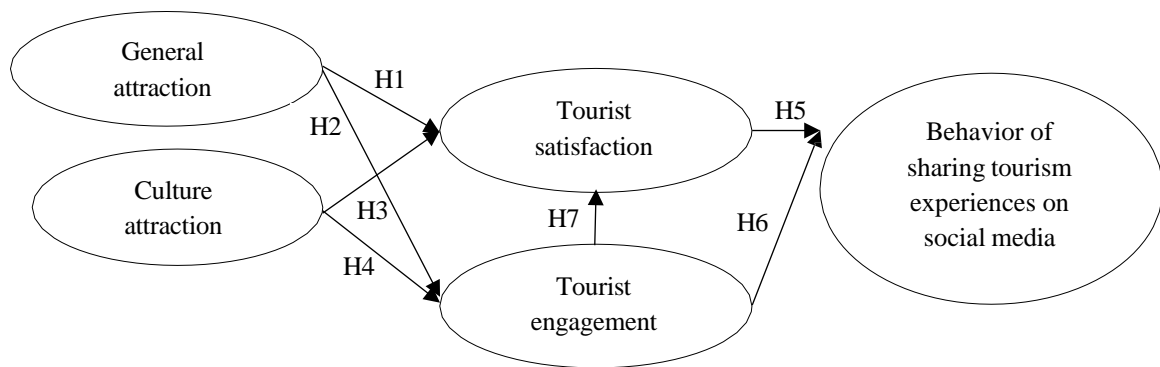 General
attraction
H1
H2
Culture
attraction
H3
H4
Tourist
satisfaction
H5
H7
H6
Tourist
engagement
Behavior of
sharing tourism
experiences on
social media